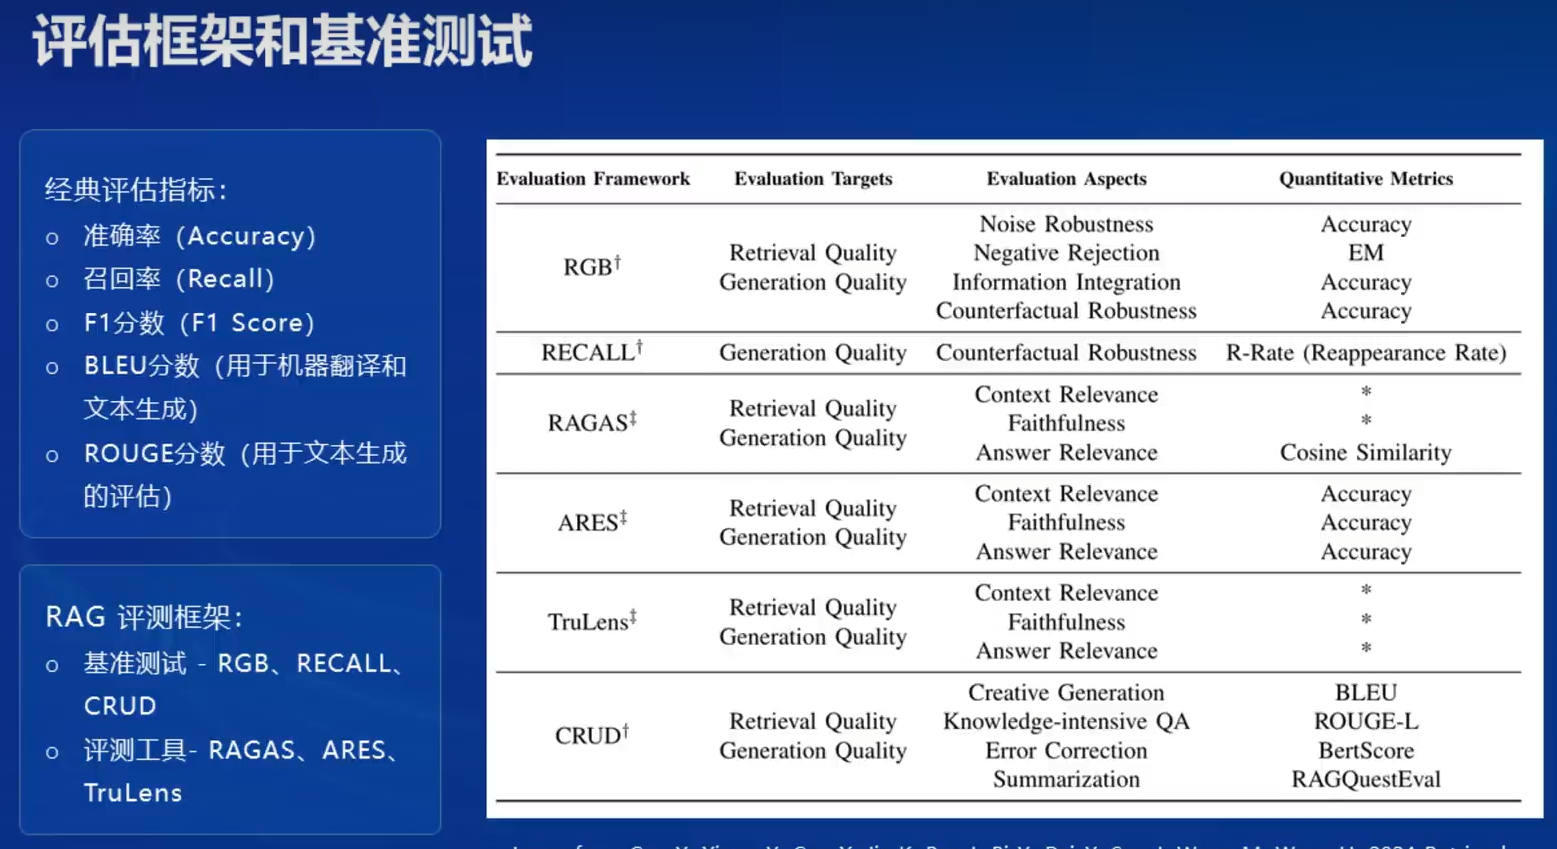 评估框架和基准测试
经典评估指标：
o 准确率（Accuracy）
o 召回率（Recall）
o F1分数（F1 Score）
o BLEU分数（用于机器翻译和
文本生成）
o ROUGE分数（用于文本生成
的评估）
RAG 评测框架：
o 基准测试 - RGB、RECALL、
CRUD
o 评测工具- RAGAS、ARES、
TruLens
Evaluation Framework Evaluation Targets Evaluation Aspects Quantitative Metrics
Noise Robustness Accuracy
Retrieval Quality Negative Rejection EM
RGB†
Generation Quality Information Integration Accuracy
Counterfactual Robustness Accuracy
RECALL† Generation Quality Counterfactual Robustness R-Rate (Reappearance Rate)
Context Relevance *
Retrieval Quality
RAGAS‡ Faithfulness *
Generation Quality
Answer Relevance Cosine Similarity
Context Relevance Accuracy
Retrieval Quality
ARES‡ Faithfulness Accuracy
Generation Quality
Answer Relevance Accuracy
Context Relevance *
Retrieval Quality
TruLens‡ Faithfulness *
Generation Quality
Answer Relevance *
Creative Generation BLEU
Retrieval Quality Knowledge-intensive QA ROUGE-L
CRUD†
Generation Quality Error Correction BertScore
Summarization RAGQuestEval